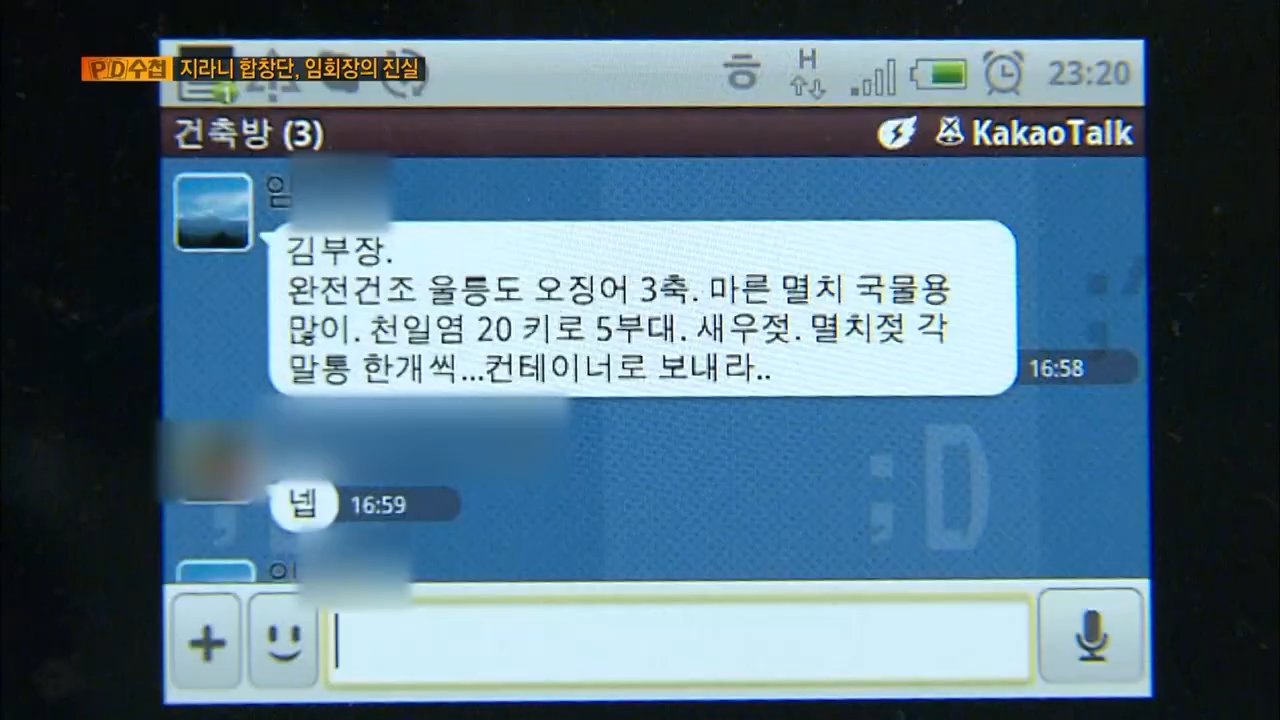 PD수첩 지라니 합창단, 임회장의 진실
H 23:20
건축방 (3) KakaoTalk
김부장.
완전건조 울릉도 오징어 3축. 마른 멸치 국물용
많이. 천일염 20 키로 5부대. 새우젓. 멸치젓 각
말통 한개씩...컨테이너로 보내라..
16:58
넵 16:59
;D